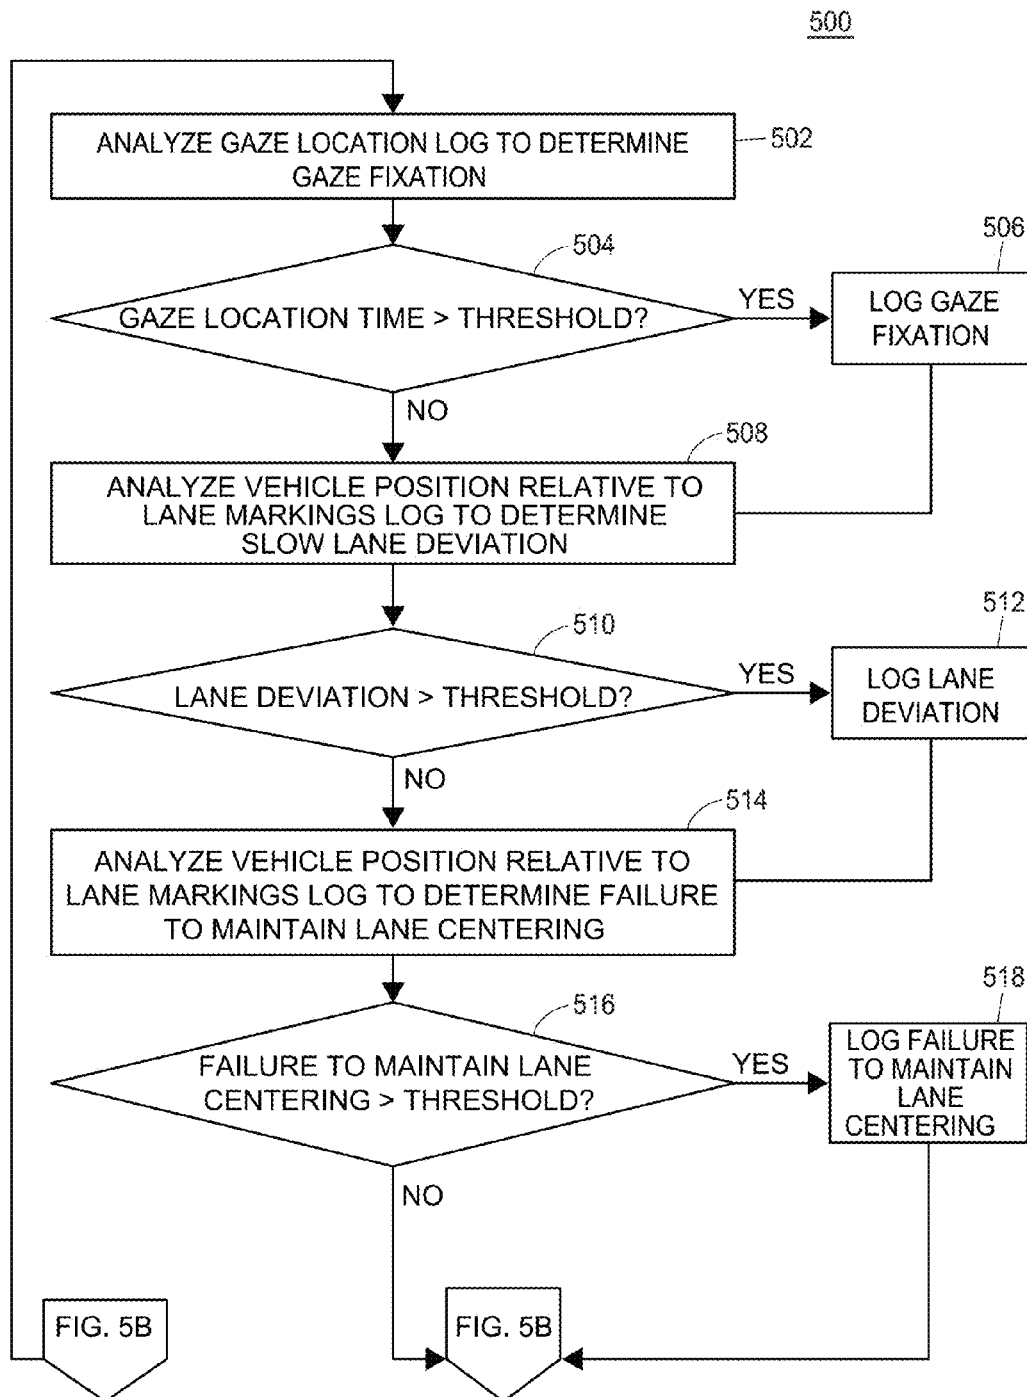 500
ANALYZE GAZE LOCATION LOG TO DETERMINE
GAZE FIXATION
502
504
GAZE LOCATION TIME > THRESHOLD?
YES
506
LOG GAZE
FIXATION
NO
508
ANALYZE VEHICLE POSITION RELATIVE TO
LANE MARKINGS LOG TO DETERMINE
SLOW LANE DEVIATION
510
LANE DEVIATION > THRESHOLD?
YES
512
LOG LANE
DEVIATION
NO
514
ANALYZE VEHICLE POSITION RELATIVE TO
LANE MARKINGS LOG TO DETERMINE FAILURE
TO MAINTAIN LANE CENTERING
516
FAILURE TO MAINTAIN LANE
CENTERING > THRESHOLD?
YES
518
LOG FAILURE
TO MAINTAIN
LANE
CENTERING
NO
FIG. 5B
FIG. 5B